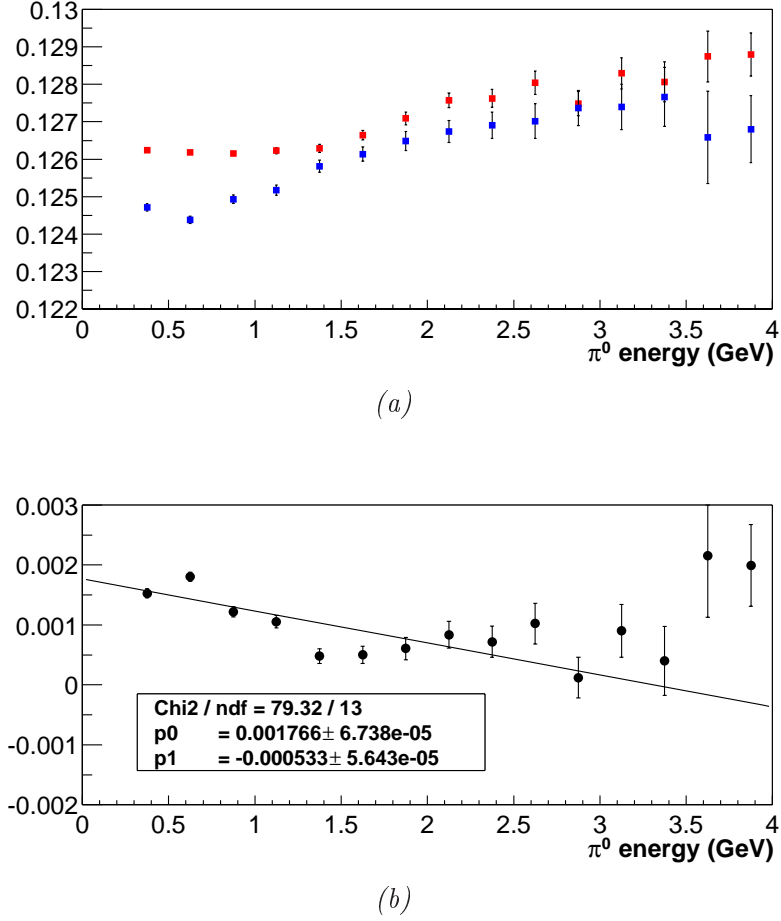 0.13
0.129
0.128
0.127
0.126
0.125
0.124
0.123
0.122
0 0.5 1 1.5 2 2.5 3 3.5 4
π⁰ energy (GeV)
(a)
0.003
0.002
0.001
0
-0.001
-0.002
Chi2 / ndf = 79.32 / 13
p0 = 0.001766± 6.738e-05
p1 = -0.000533± 5.643e-05
0 0.5 1 1.5 2 2.5 3 3.5 4
π⁰ energy (GeV)
(b)